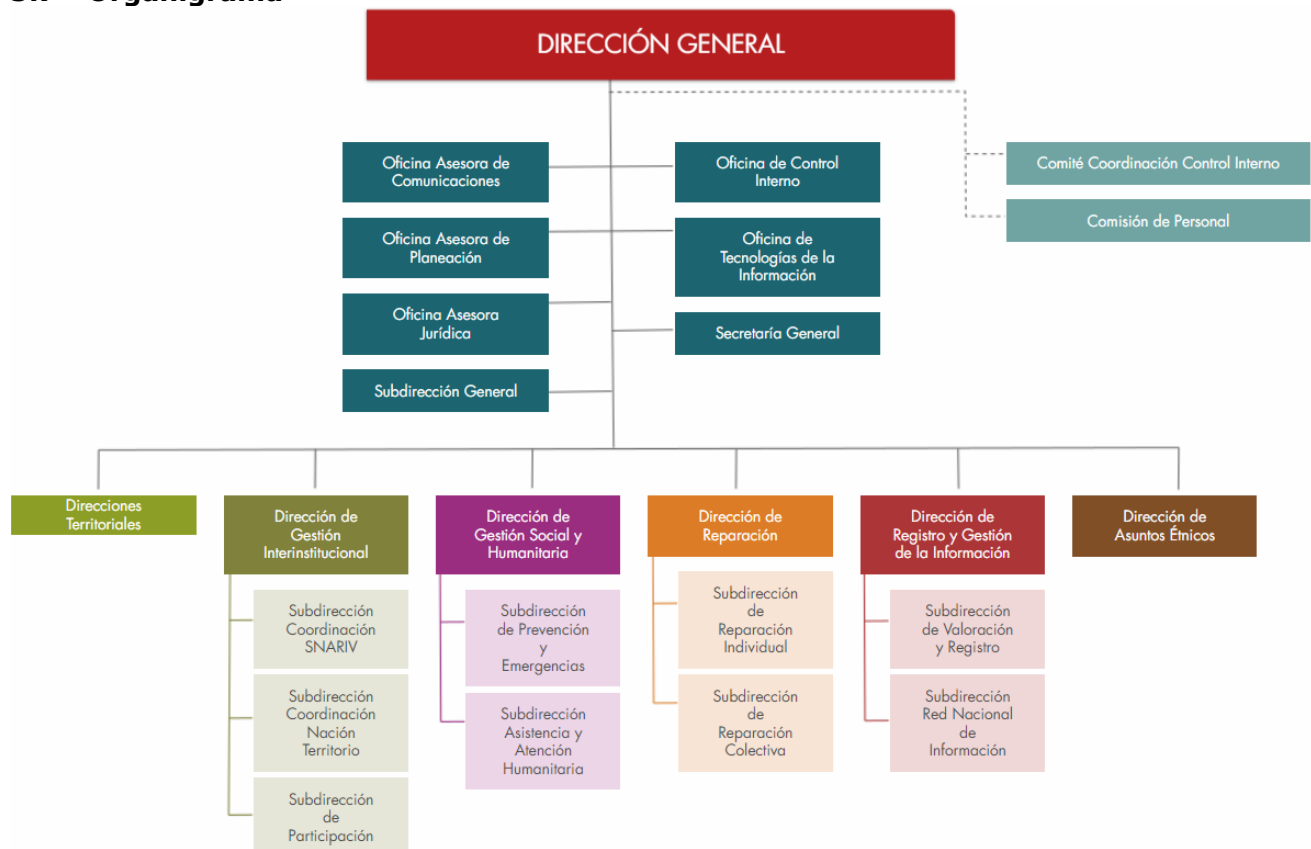 Organigrama
DIRECCIÓN GENERAL
Oficina Asesora de
Comunicaciones
Oficina de Control
Interno
Comité Coordinación Control Interno
Comisión de Personal
Oficina Asesora de
Planeación
Oficina de
Tecnologías de la
Información
Oficina Asesora
Jurídica
Secretaría General
Subdirección General
Direcciones
Territoriales
Dirección de
Gestión
Interinstitucional
Subdirección
Coordinación
SNARIV
Subdirección
Coordinación
Nación
Territorio
Subdirección
de
Participación
Dirección de
Gestión Social y
Humanitaria
Subdirección
de Prevención
y
Emergencias
Subdirección
Asistencia y
Atención
Humanitaria
Dirección de
Reparación
Subdirección
de
Reparación
Individual
Subdirección
de
Reparación
Colectiva
Dirección de
Registro y Gestión
de la Información
Subdirección
de Valoración
y Registro
Subdirección
Red Nacional
de
Información
Dirección de
Asuntos Étnicos